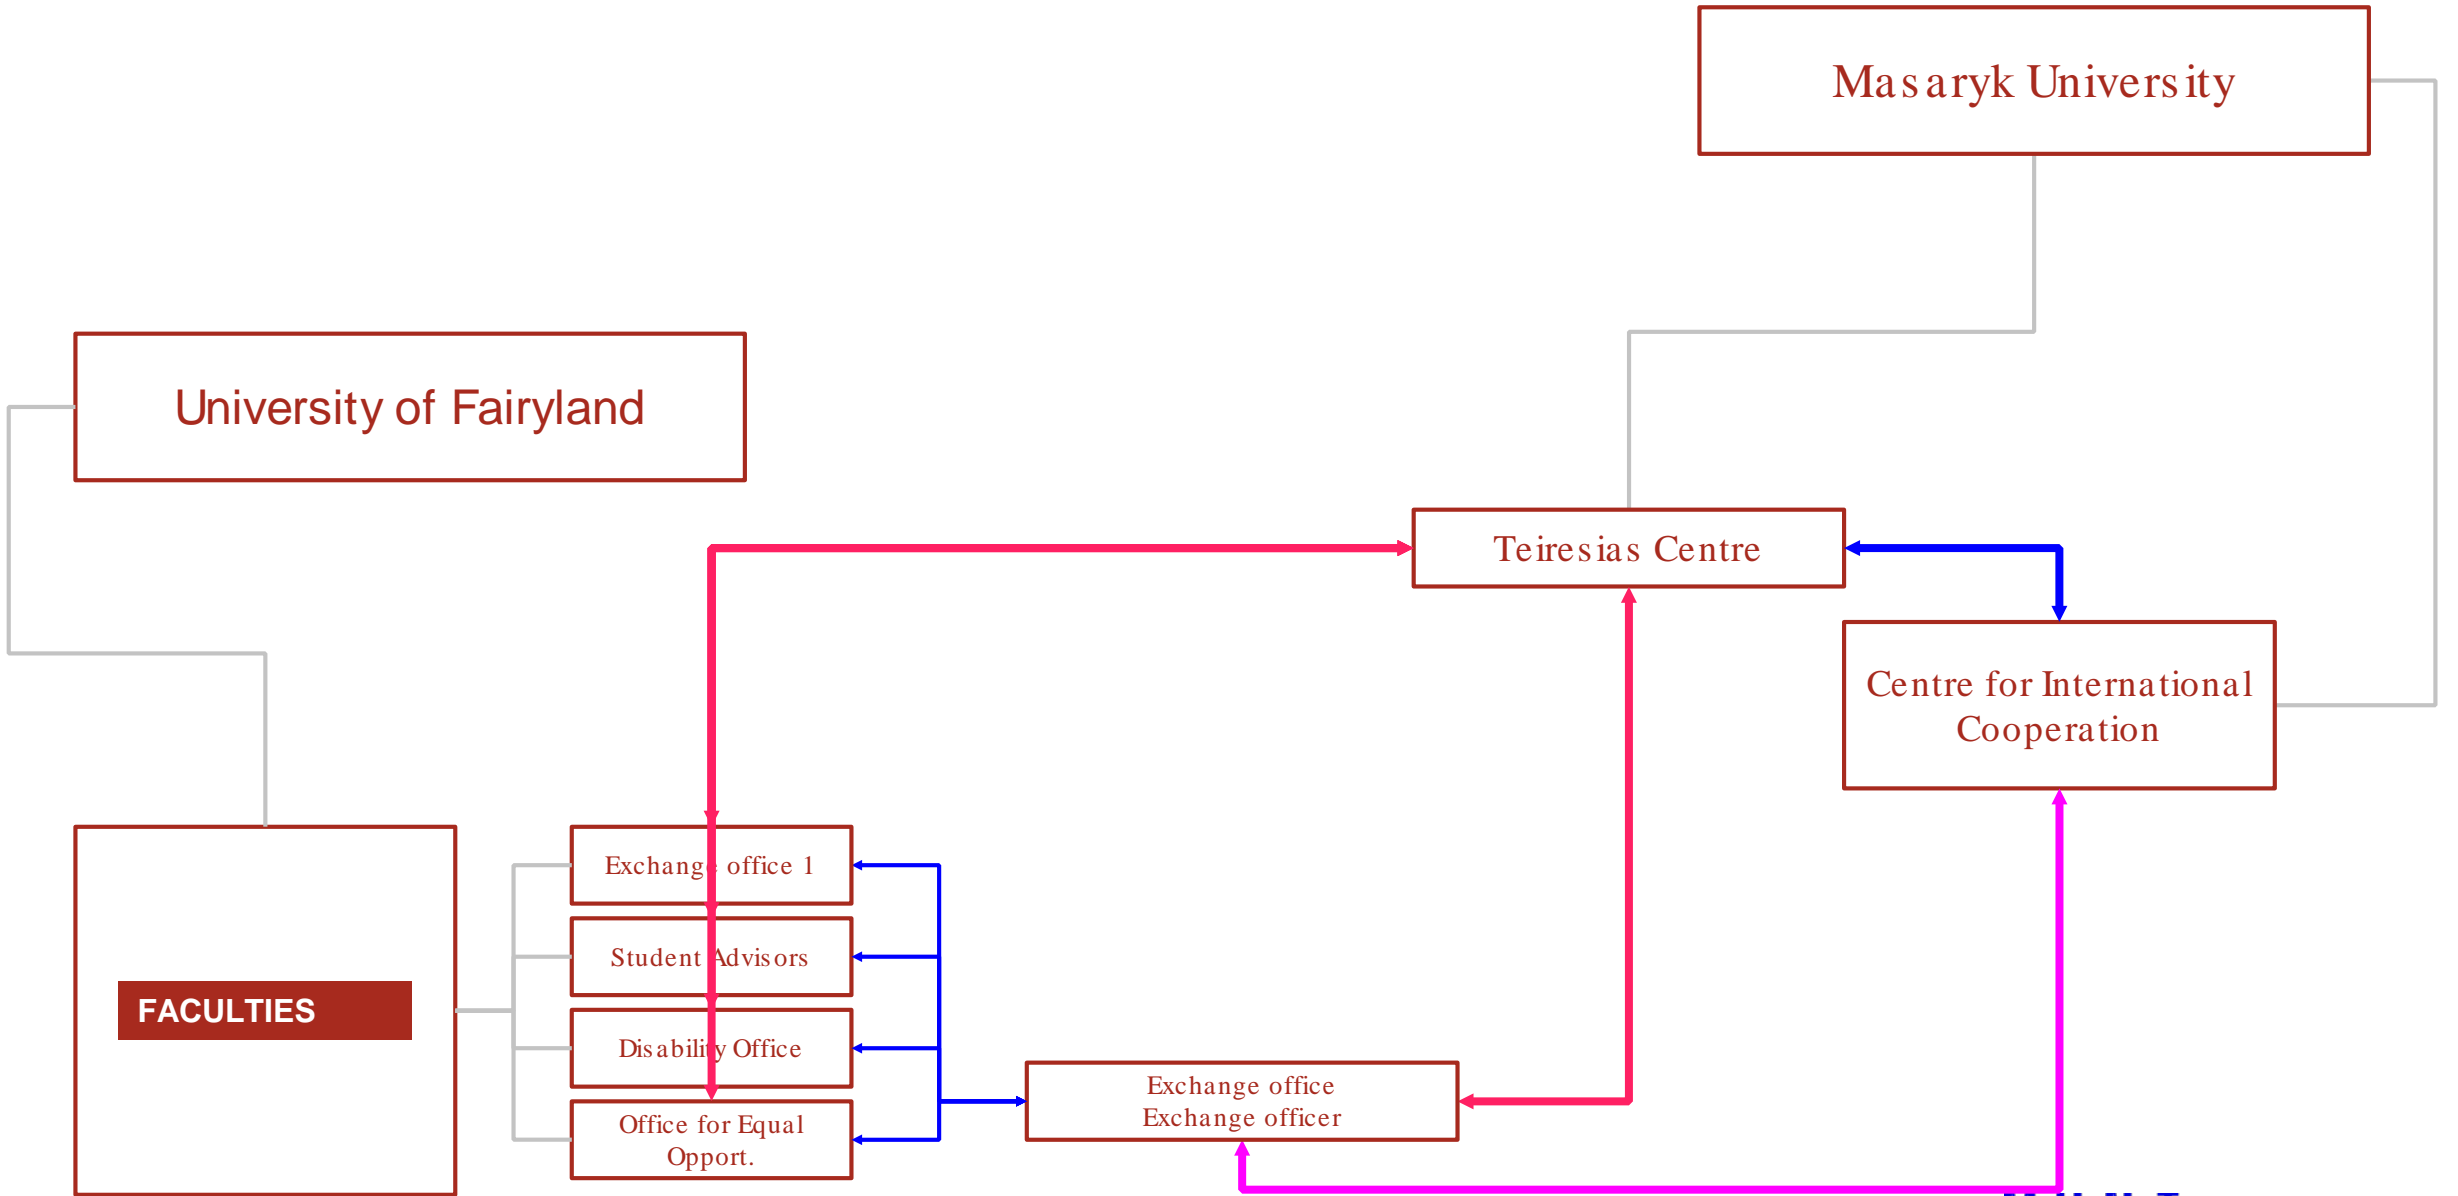 Masaryk University
University of Fairyland
Teiresias Centre
Centre for International
Cooperation
Exchange office 1
Student Advisors
FACULTIES
Disability Office
Exchange office
Exchange officer
Office for Equal
Opport.